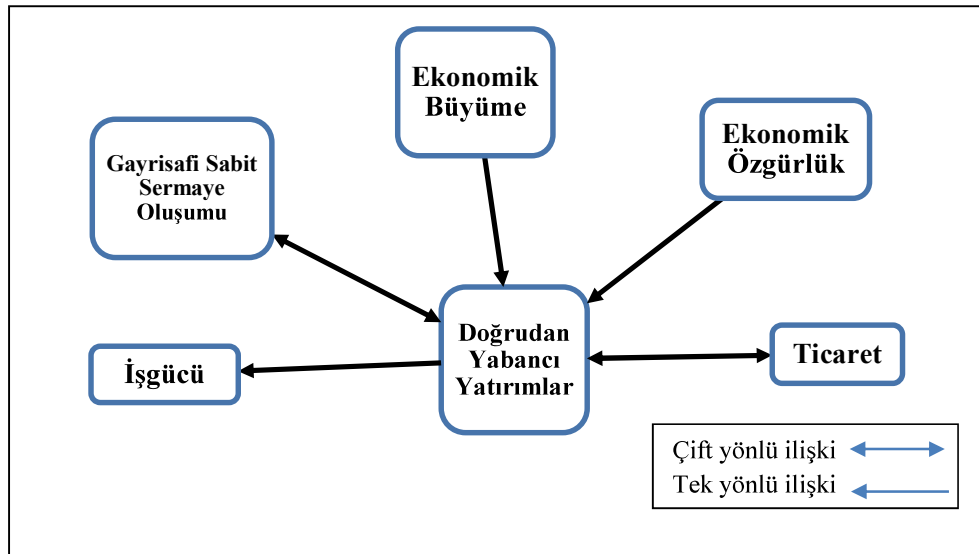 Ekonomik
Büyüme
Ekonomik
Özgürlük
Gayrisafi Sabit
Sermaye
Oluşumu
Doğrudan
Yabancı
Yatırımlar
İşgücü
Ticaret
Çift yönlü ilişki
Tek yönlü ilişki